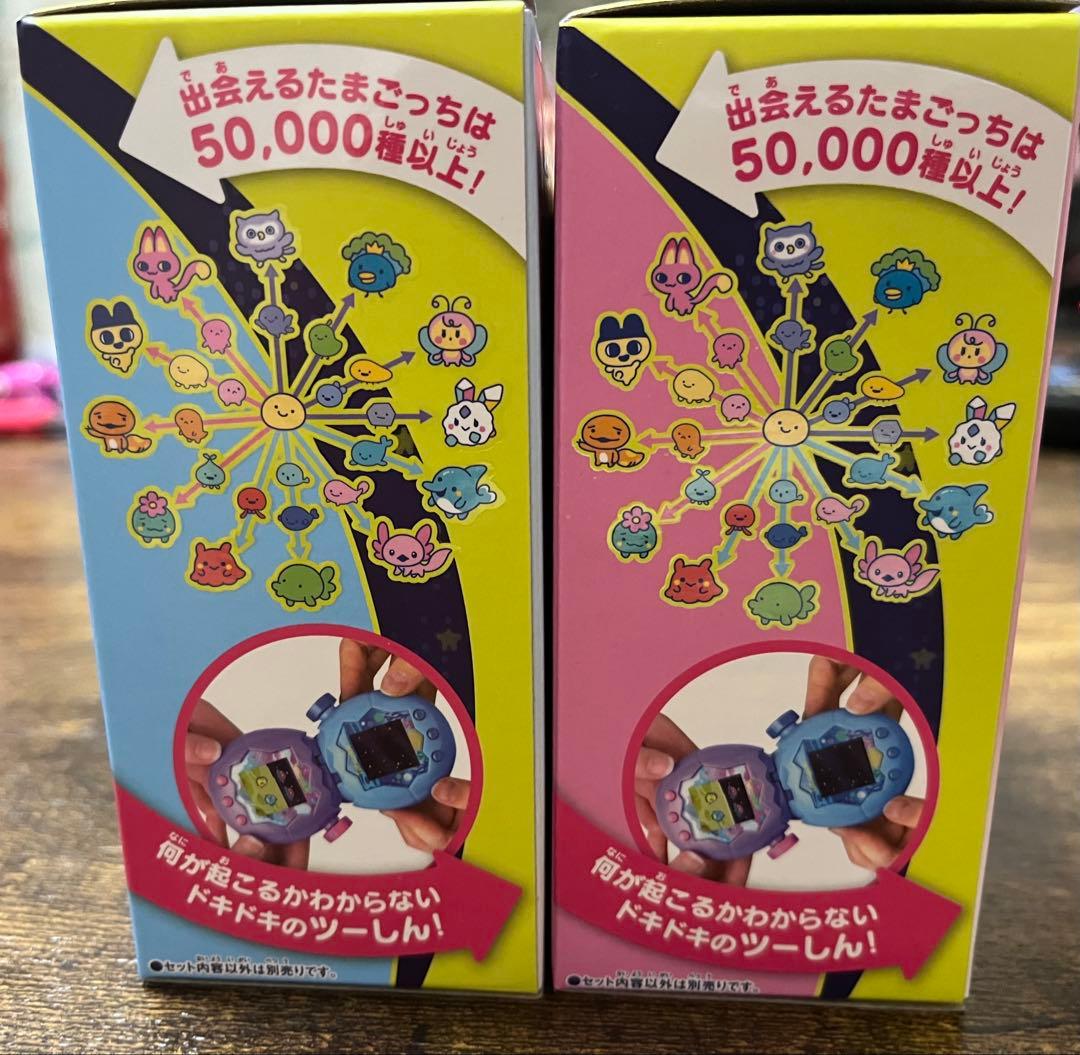 出会えるたまごっちは
50,000種以上!
何が起こるかわからない
ドキドキのツーしん!
●セット内容以外は別売りです。
出会えるたまごっちは
50,000種以上!
何が起こるかわからない
ドキドキのツーしん!
●セット内容以外は別売りです。